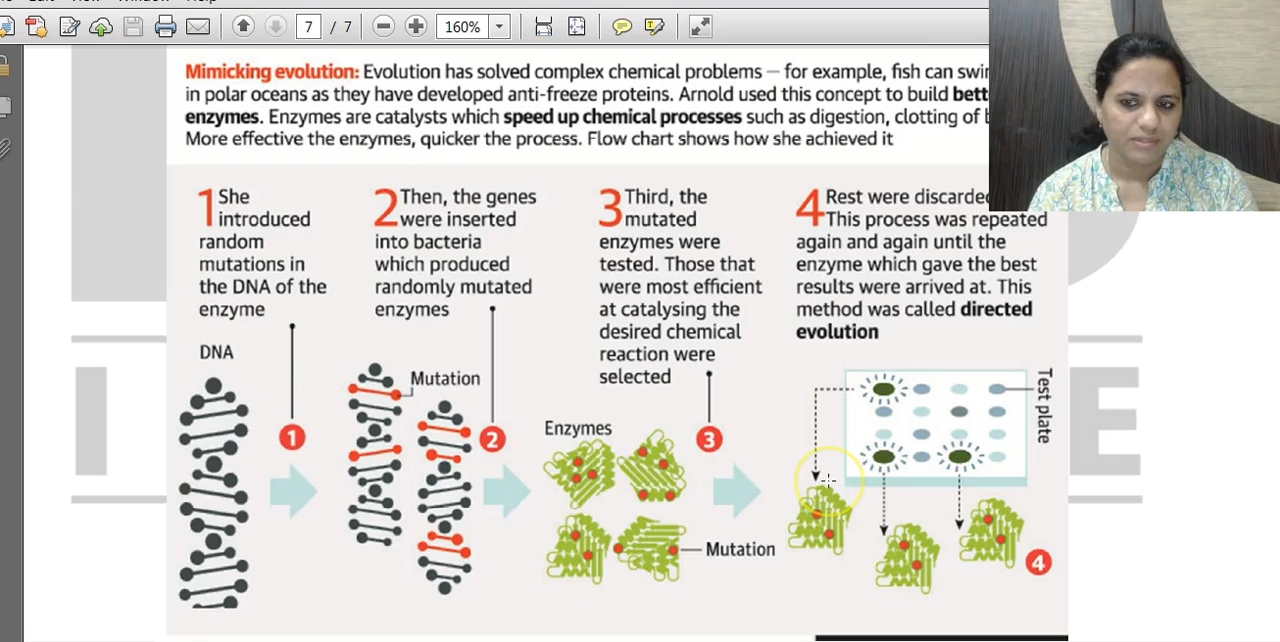 7 / 7
160%
Mimicking evolution: Evolution has solved complex chemical problems – for example, fish can
in polar oceans as they have developed anti-freeze proteins. Arnold used this concept to build
enzymes. Enzymes are catalysts which speed up chemical processes such as digestion, clotting of
More effective the enzymes, quicker the process. Flow chart shows how she achieved it
1 She
introduced
random
mutations in
the DNA of the
enzyme
2 Then, the genes
were inserted
into bacteria
which produced
randomly mutated
enzymes
3 Third, the
mutated
enzymes were
tested. Those that
were most efficient
at catalysing the
desired chemical
reaction were
selected
4 Rest were
This process was repeated
again and again until the
enzyme which gave the best
results were arrived at. This
method was called directed
evolution
DNA
1
Mutation
2
Enzymes
3
Mutation
Test plate
4